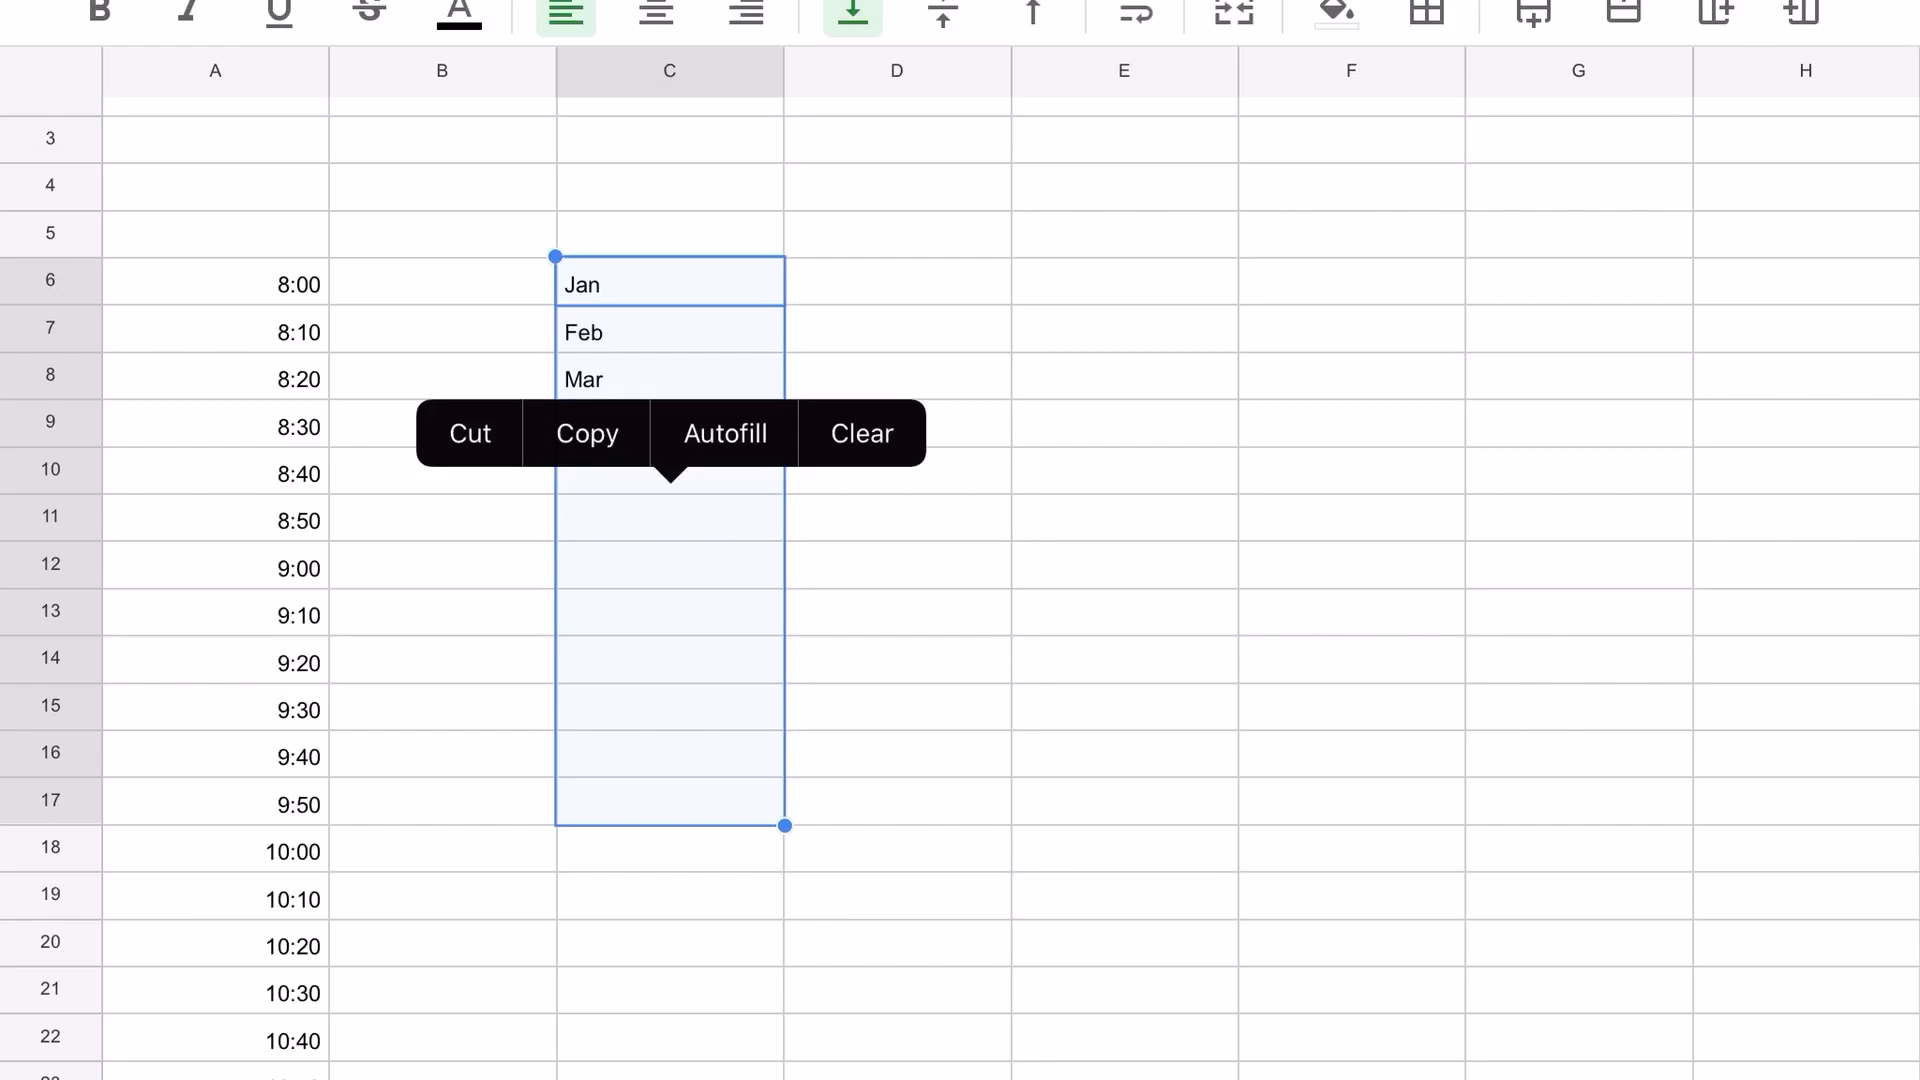 B I U S A
A B C D E F G H
3
4
5
6 8:00 Jan
7 8:10 Feb
8 8:20 Mar
9 8:30 Cut Copy Autofill Clear
10 8:40
11 8:50
12 9:00
13 9:10
14 9:20
15 9:30
16 9:40
17 9:50
18 10:00
19 10:10
20 10:20
21 10:30
22 10:40